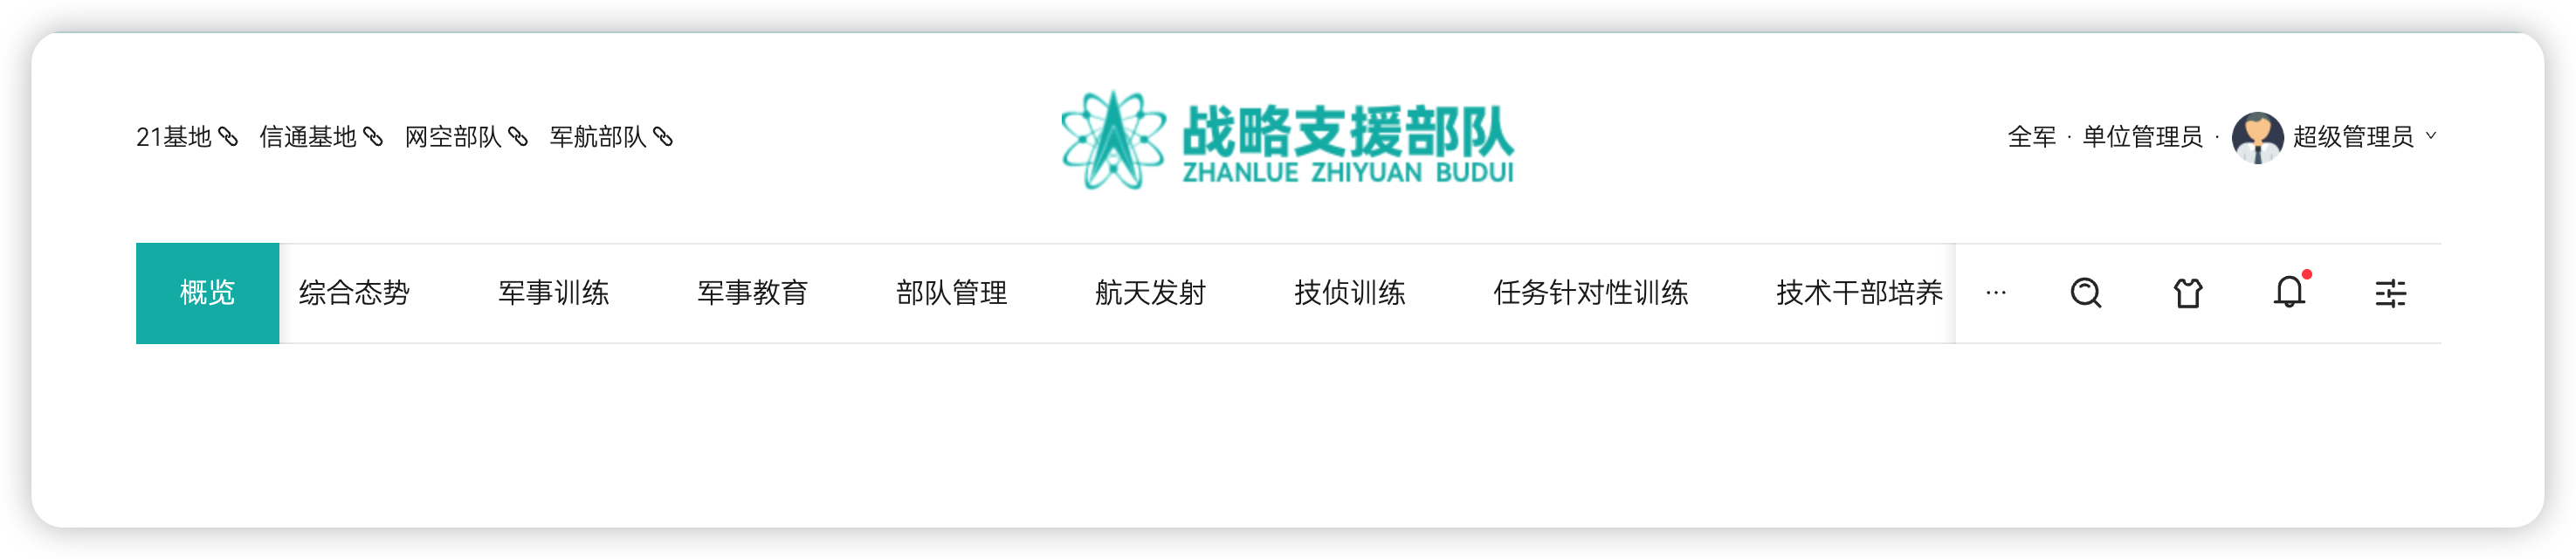 21基地 信通基地 网空部队 军航部队
战略支援部队
ZHANLUE ZHIYUAN BUDUI
全军 · 单位管理员 · 超级管理员
概览 综合态势 军事训练 军事教育 部队管理 航天发射 技侦训练 任务针对性训练 技术干部培养 ···